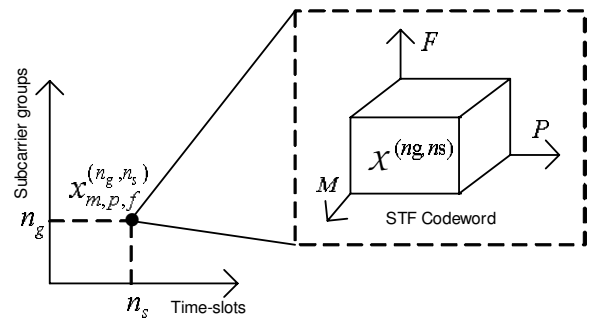 Subcarrier groups
x_{m,p,f}^{(n_g,n_s)}
n_g
n_s
Time-slots
F
X^{(ng,ns)}
P
M
STF Codeword